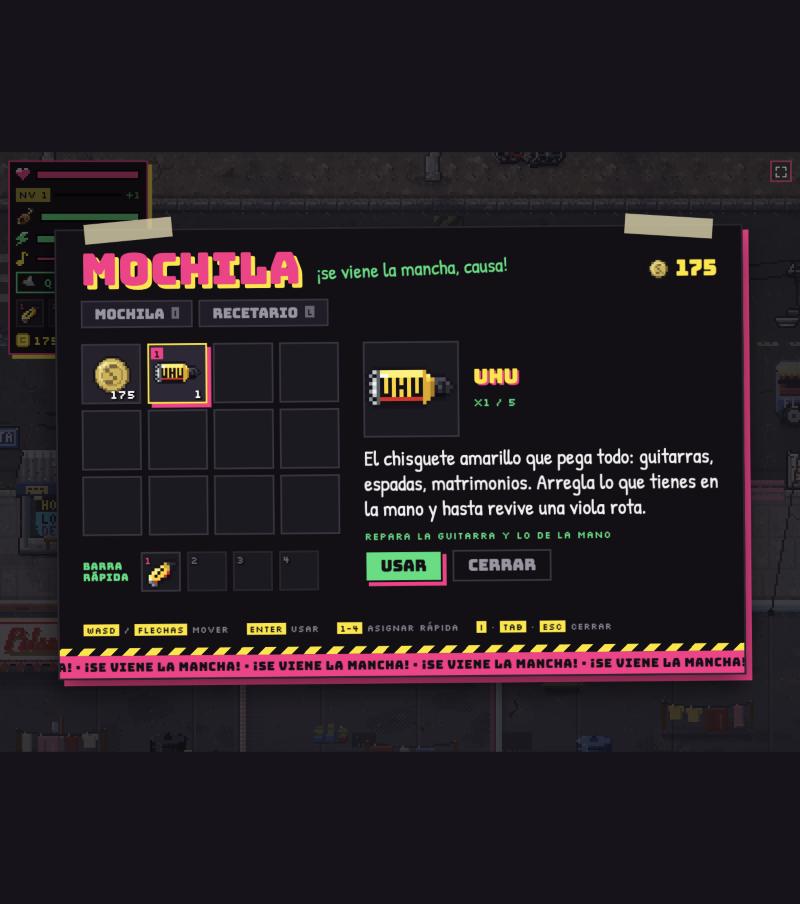 NV 1
+1
Q
175
MOCHILA
¡se viene la mancha, causa!
175
MOCHILA I
RECETARIO L
175
1
UHU
1
UHU
UHU
X1 / 5
El chisguete amarillo que pega todo: guitarras,
espadas, matrimonios. Arregla lo que tienes en
la mano y hasta revive una viola rota.
REPARA LA GUITARRA Y LO DE LA MANO
BARRA
RÁPIDA
1
2
3
4
USAR
CERRAR
WASD / FLECHAS MOVER ENTER USAR 1-4 ASIGNAR RÁPIDA I · TAB · ESC CERRAR
A! • ¡SE VIENE LA MANCHA! • ¡SE VIENE LA MANCHA! • ¡SE VIENE LA MANCHA! • ¡SE VIENE LA MANCHA!